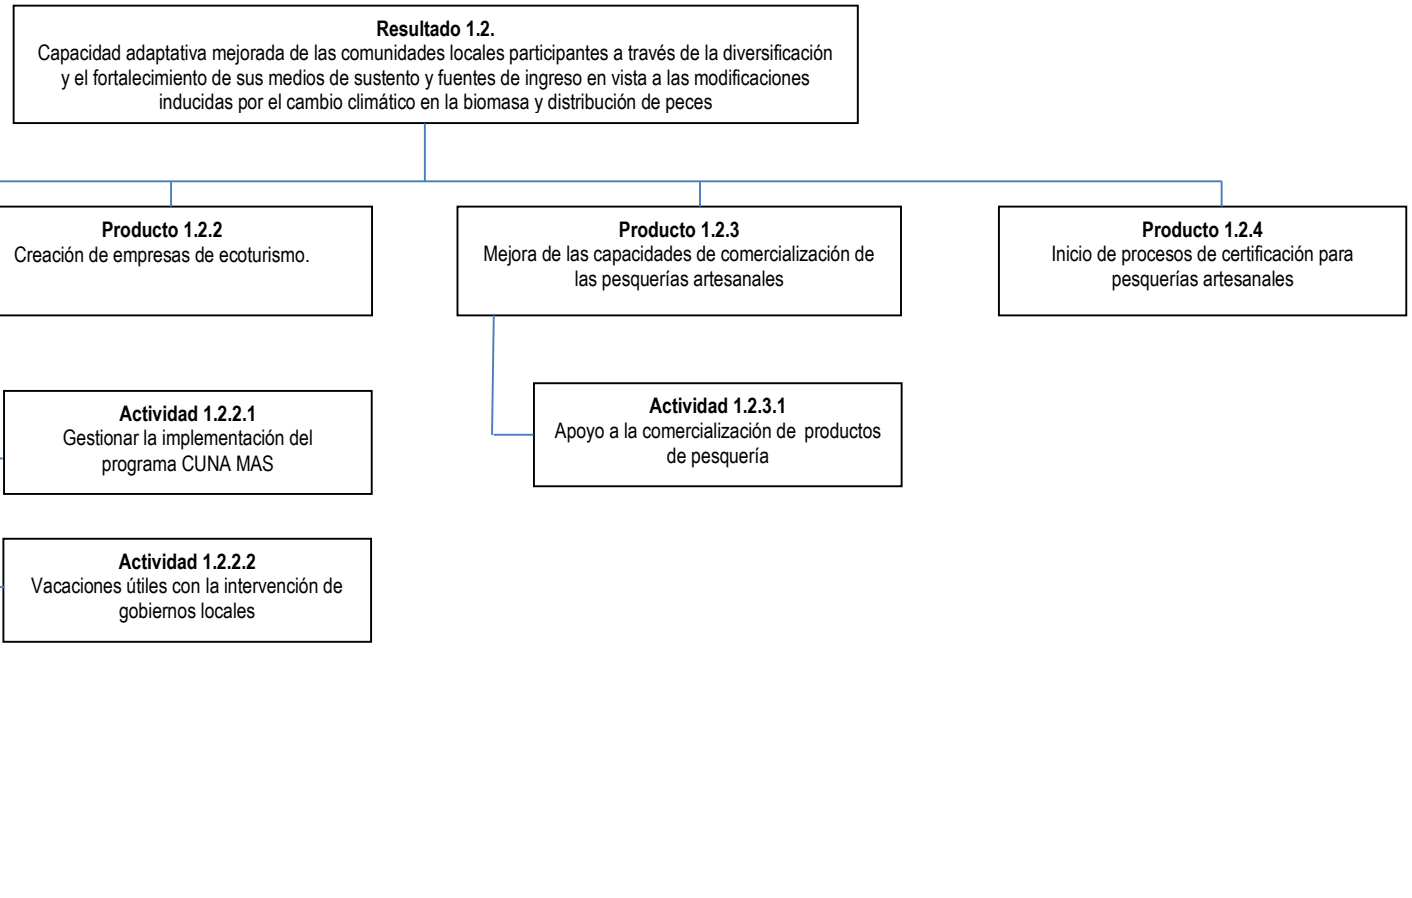 Resultado 1.2.
Capacidad adaptativa mejorada de las comunidades locales participantes a través de la diversificación
y el fortalecimiento de sus medios de sustento y fuentes de ingreso en vista a las modificaciones
inducidas por el cambio climático en la biomasa y distribución de peces
Producto 1.2.2
Creación de empresas de ecoturismo.
Producto 1.2.3
Mejora de las capacidades de comercialización de
las pesquerías artesanales
Producto 1.2.4
Inicio de procesos de certificación para
pesquerías artesanales
Actividad 1.2.2.1
Gestionar la implementación del
programa CUNA MAS
Actividad 1.2.3.1
Apoyo a la comercialización de productos
de pesquería
Actividad 1.2.2.2
Vacaciones útiles con la intervención de
gobiernos locales